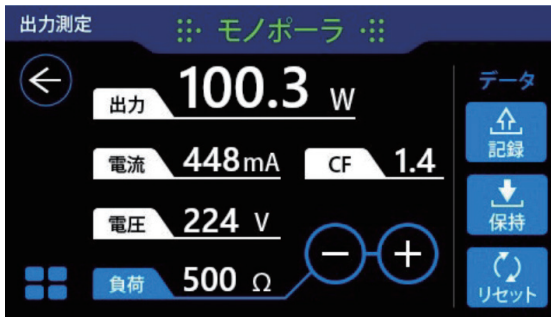 出力測定
モノポーラ
出力 100.3 W
電流 448mA CF 1.4
電圧 224 V
負荷 500 Ω
− +
データ
記録
保持
リセット